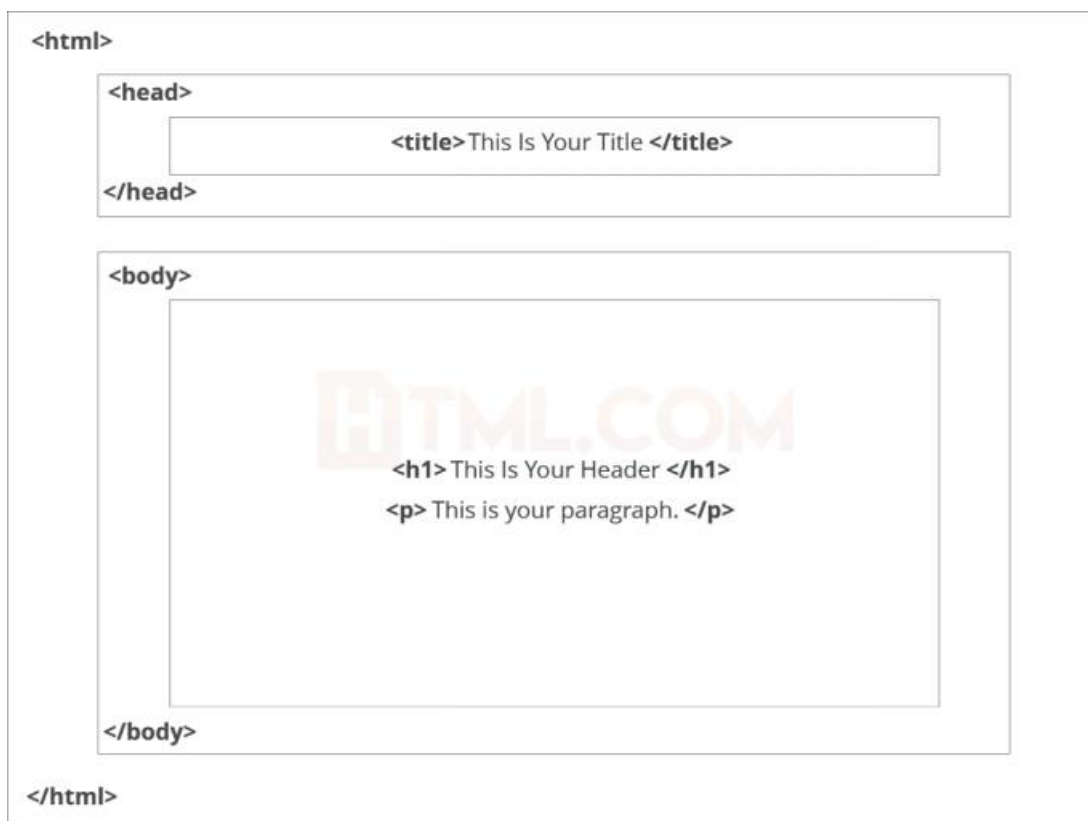 <html>
<head>
<title>This Is Your Title </title>
</head>
<body>
HTML.COM
<h1> This Is Your Header </h1>
<p> This is your paragraph. </p>
</body>
</html>